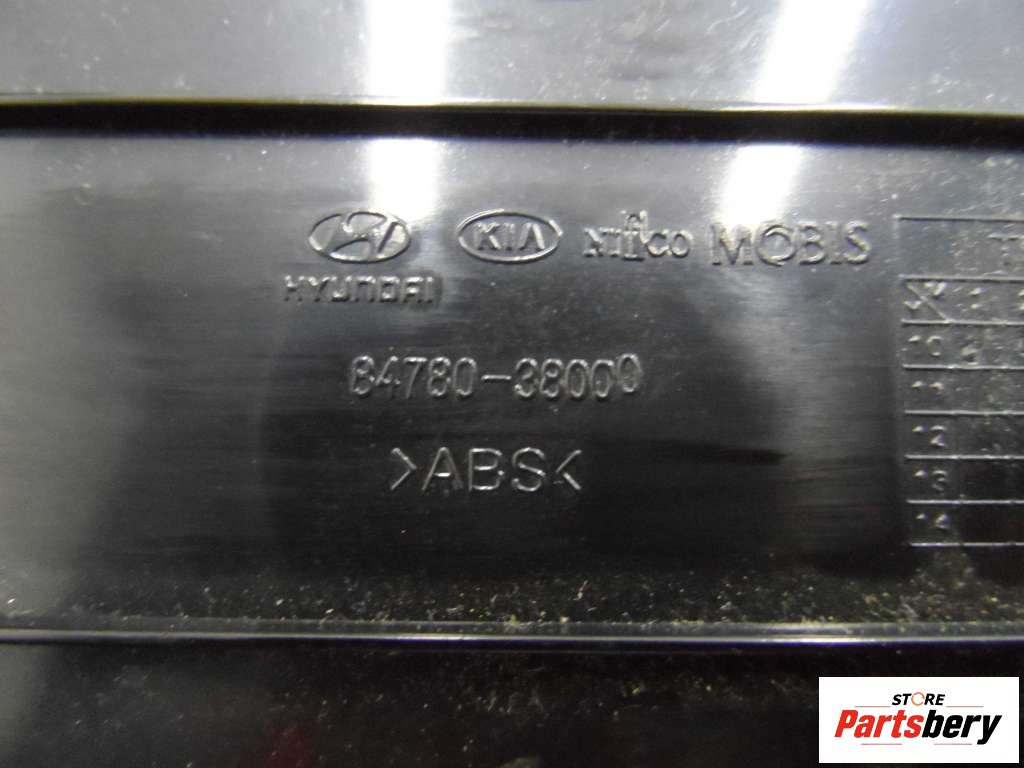 HYUNDAI
KIA
Nifco
MOBIS
84780-38000
>ABS<
10
11
12
13
14
STORE
Partsbery